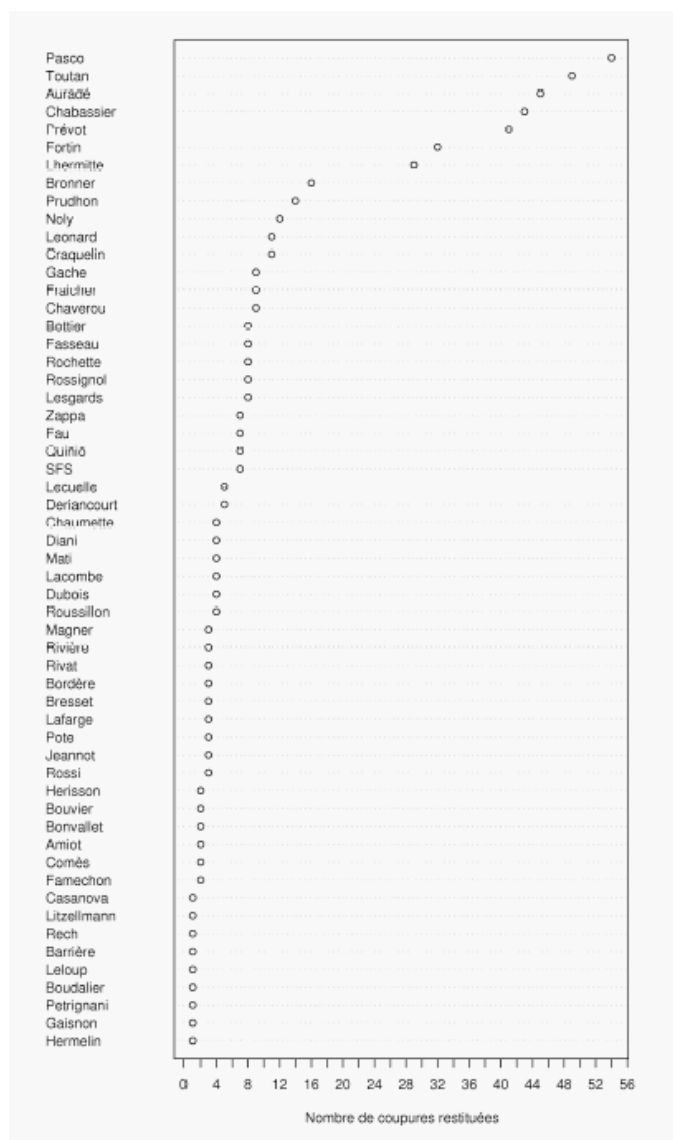 Pasco
Toutan
Auradé
Chabassier
Prévot
Fortin
Lhermitte
Bronner
Prudhon
Noly
Leonard
Craquelin
Gache
Fraicher
Chaverou
Bottier
Fasseau
Rochette
Rossignol
Lesgards
Zappa
Fau
Quiñió
SFS
Lecuelle
Deriancourt
Chaumette
Diani
Mati
Lacombe
Dubois
Roussillon
Magner
Rivière
Rivat
Bordère
Bresset
Lafarge
Pote
Jeannot
Rossi
Herisson
Bouvier
Bonvallet
Amiot
Comès
Famechon
Casanova
Litzellmann
Rech
Barrière
Leloup
Boudalier
Petrignani
Gaisnon
Hermelin
0 4 8 12 16 20 24 28 32 36 40 44 48 52 56
Nombre de coupures restituées